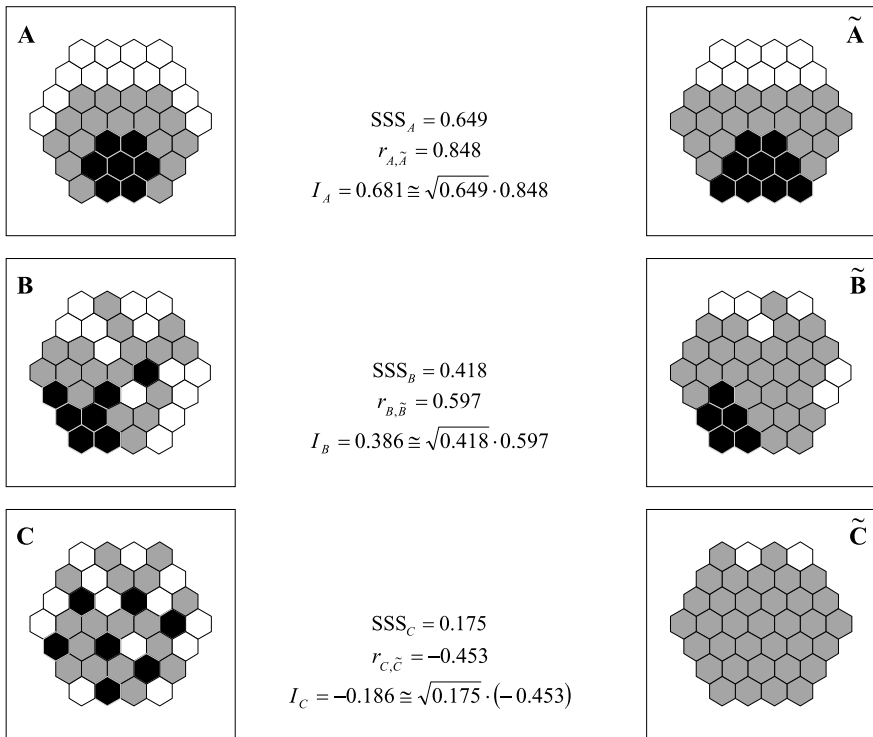 A
SSS_A = 0.649
r_{A,Ã} = 0.848
I_A = 0.681 ≅ √0.649 · 0.848
Ã
B
SSS_B = 0.418
r_{B,B̃} = 0.597
I_B = 0.386 ≅ √0.418 · 0.597
B̃
C
SSS_C = 0.175
r_{C,C̃} = −0.453
I_C = −0.186 ≅ √0.175 · (−0.453)
C̃